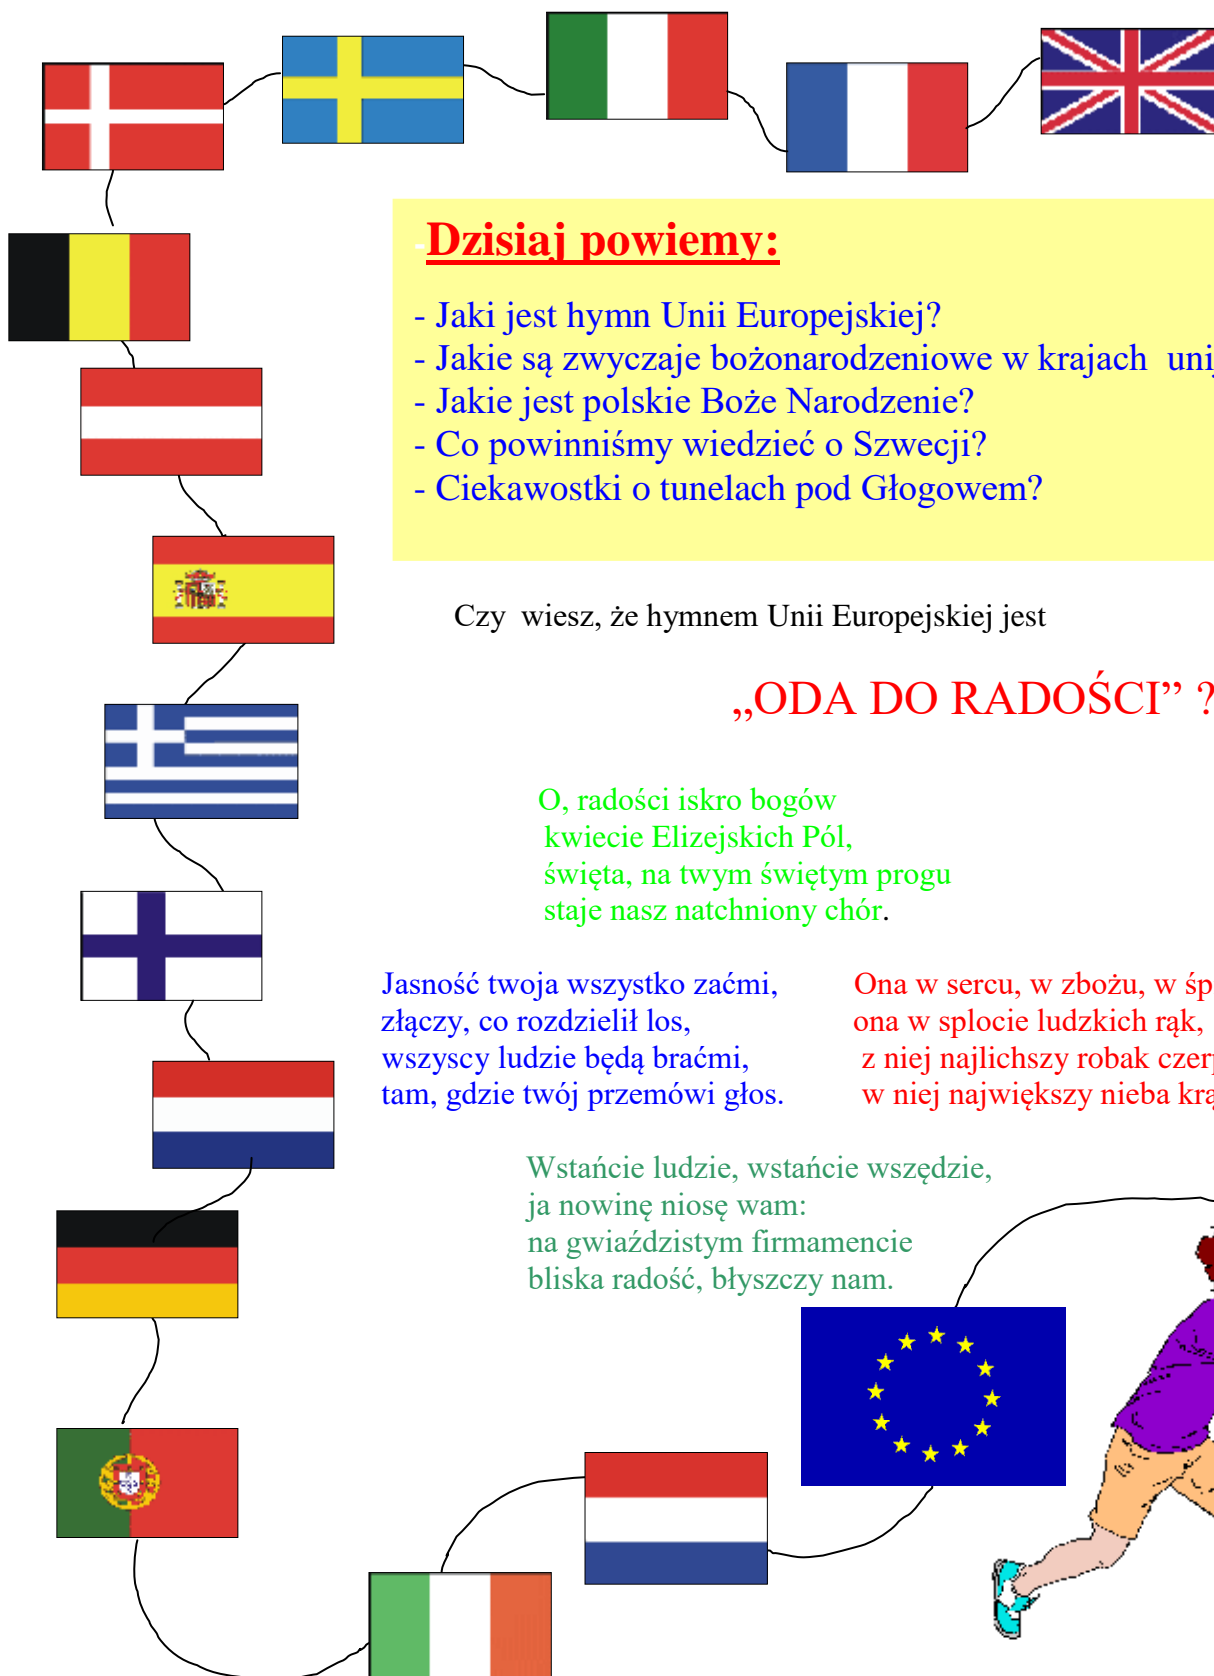 -Dzisiaj powiemy:
- Jaki jest hymn Unii Europejskiej?
- Jakie są zwyczaje bożonarodzeniowe w krajach
- Jakie jest polskie Boże Narodzenie?
- Co powinniśmy wiedzieć o Szwecji?
- Ciekawostki o tunelach pod Głogowem?
Czy wiesz, że hymnem Unii Europejskiej jest
„ODA DO RADOŚCI” ?
O, radości iskro bogów
kwiecie Elizejskich Pól,
święta, na twym świętym progu
staje nasz natchniony chór.
Jasność twoja wszystko zaćmi,
złączy, co rozdzielił los,
wszyscy ludzie będą braćmi,
tam, gdzie twój przemówi głos.
Ona w sercu, w zbożu, w
ona w splocie ludzkich rąk,
z niej najlichszy robak
w niej największy nieba
Wstańcie ludzie, wstańcie wszędzie,
ja nowinę niosę wam:
na gwiaździstym firmamencie
bliska radość, błyszczy nam.